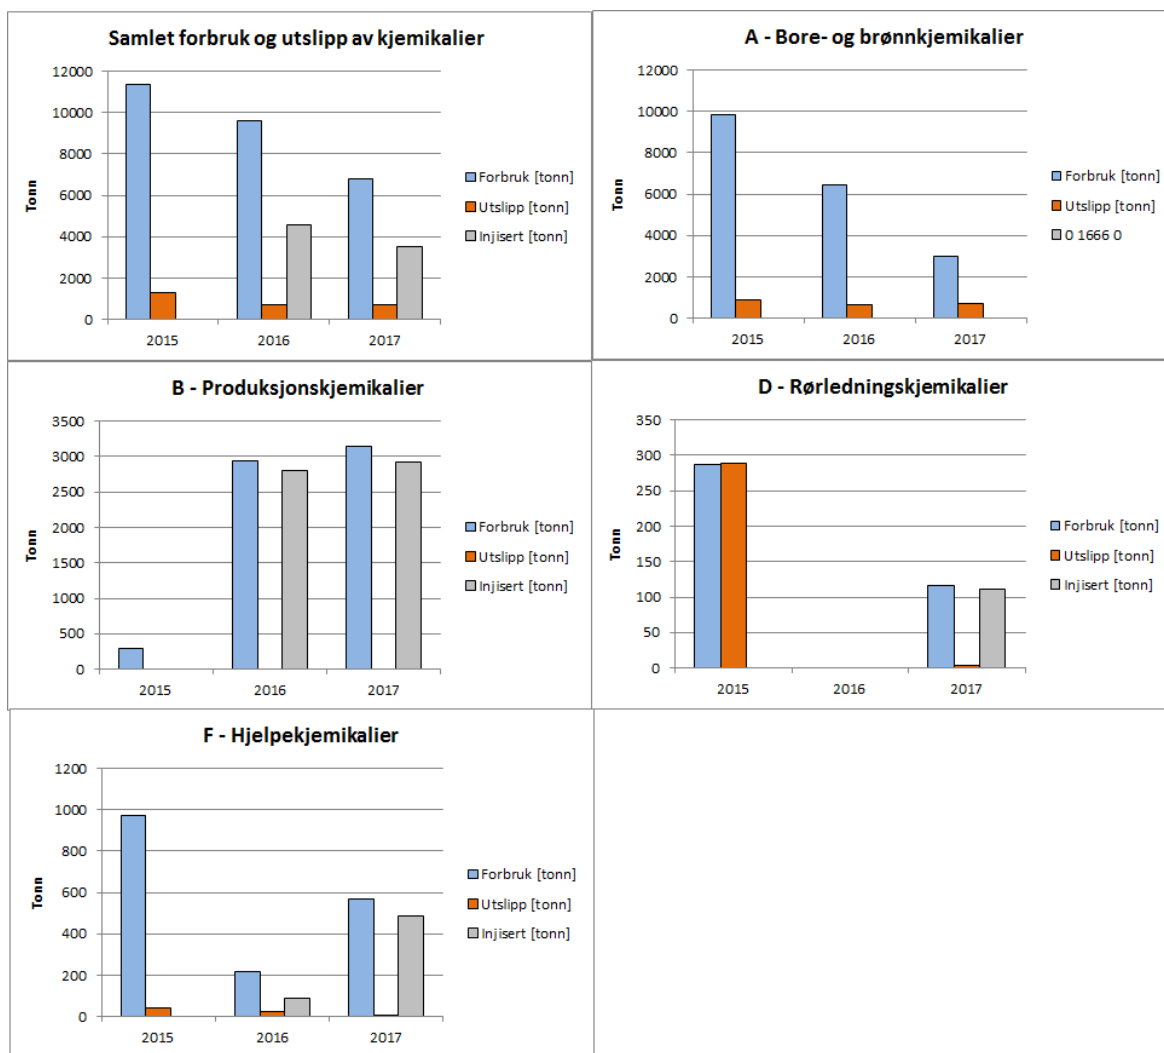 Samlet forbruk og utslipp av kjemikalier
12000
10000
8000
6000
4000
2000
0
Tonn
2015
2016
2017
Forbruk [tonn]
Utslipp [tonn]
Injisert [tonn]
A - Bore- og brønnkjemikalier
12000
10000
8000
6000
4000
2000
0
Tonn
2015
2016
2017
Forbruk [tonn]
Utslipp [tonn]
0 1666 0
B - Produksjonskjemikalier
3500
3000
2500
2000
1500
1000
500
0
Tonn
2015
2016
2017
Forbruk [tonn]
Utslipp [tonn]
Injisert [tonn]
D - Rørledningskjemikalier
350
300
250
200
150
100
50
0
Tonn
2015
2016
2017
Forbruk [tonn]
Utslipp [tonn]
Injisert [tonn]
F - Hjelpekjemikalier
1200
1000
800
600
400
200
0
Tonn
2015
2016
2017
Forbruk [tonn]
Utslipp [tonn]
Injisert [tonn]